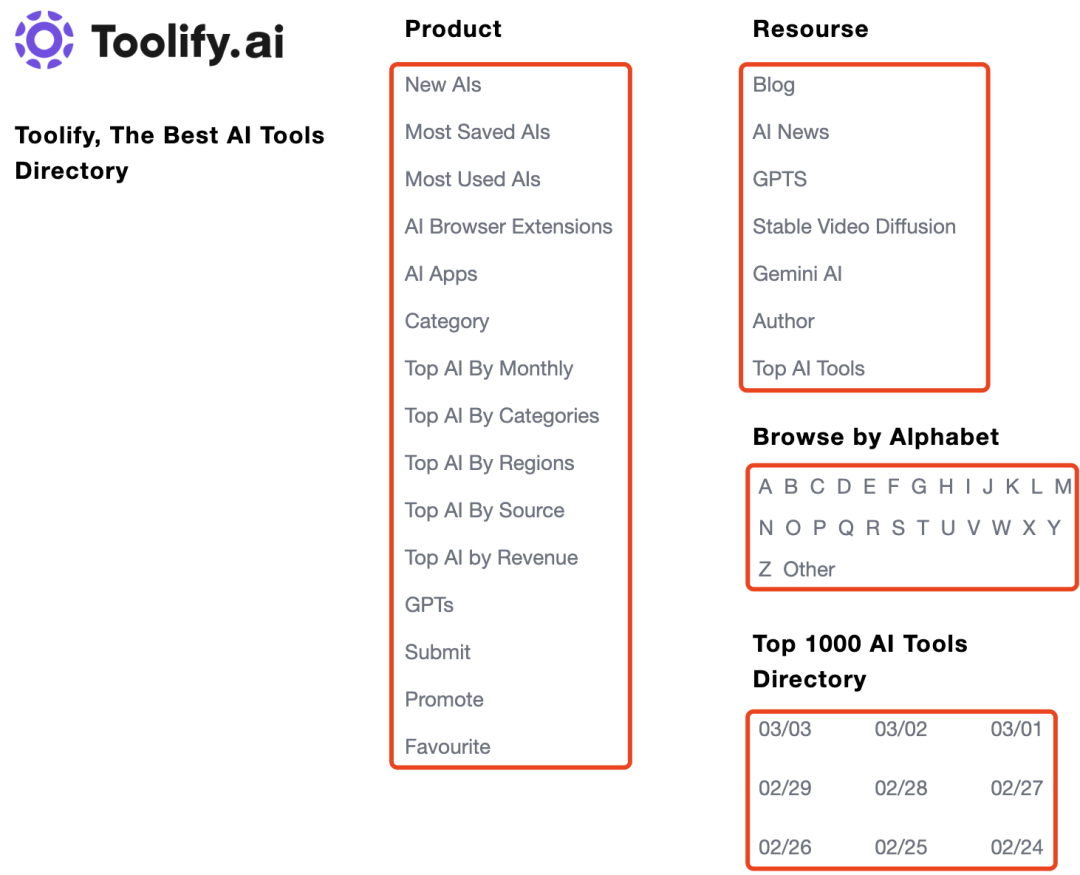 Toolify.ai
Toolify, The Best AI Tools
Directory
Product
New AIs
Most Saved AIs
Most Used AIs
AI Browser Extensions
AI Apps
Category
Top AI By Monthly
Top AI By Categories
Top AI By Regions
Top AI By Source
Top AI by Revenue
GPTs
Submit
Promote
Favourite
Resourse
Blog
AI News
GPTS
Stable Video Diffusion
Gemini AI
Author
Top AI Tools
Browse by Alphabet
A B C D E F G H I J K L M
N O P Q R S T U V W X Y
Z Other
Top 1000 AI Tools
Directory
03/03 03/02 03/01
02/29 02/28 02/27
02/26 02/25 02/24